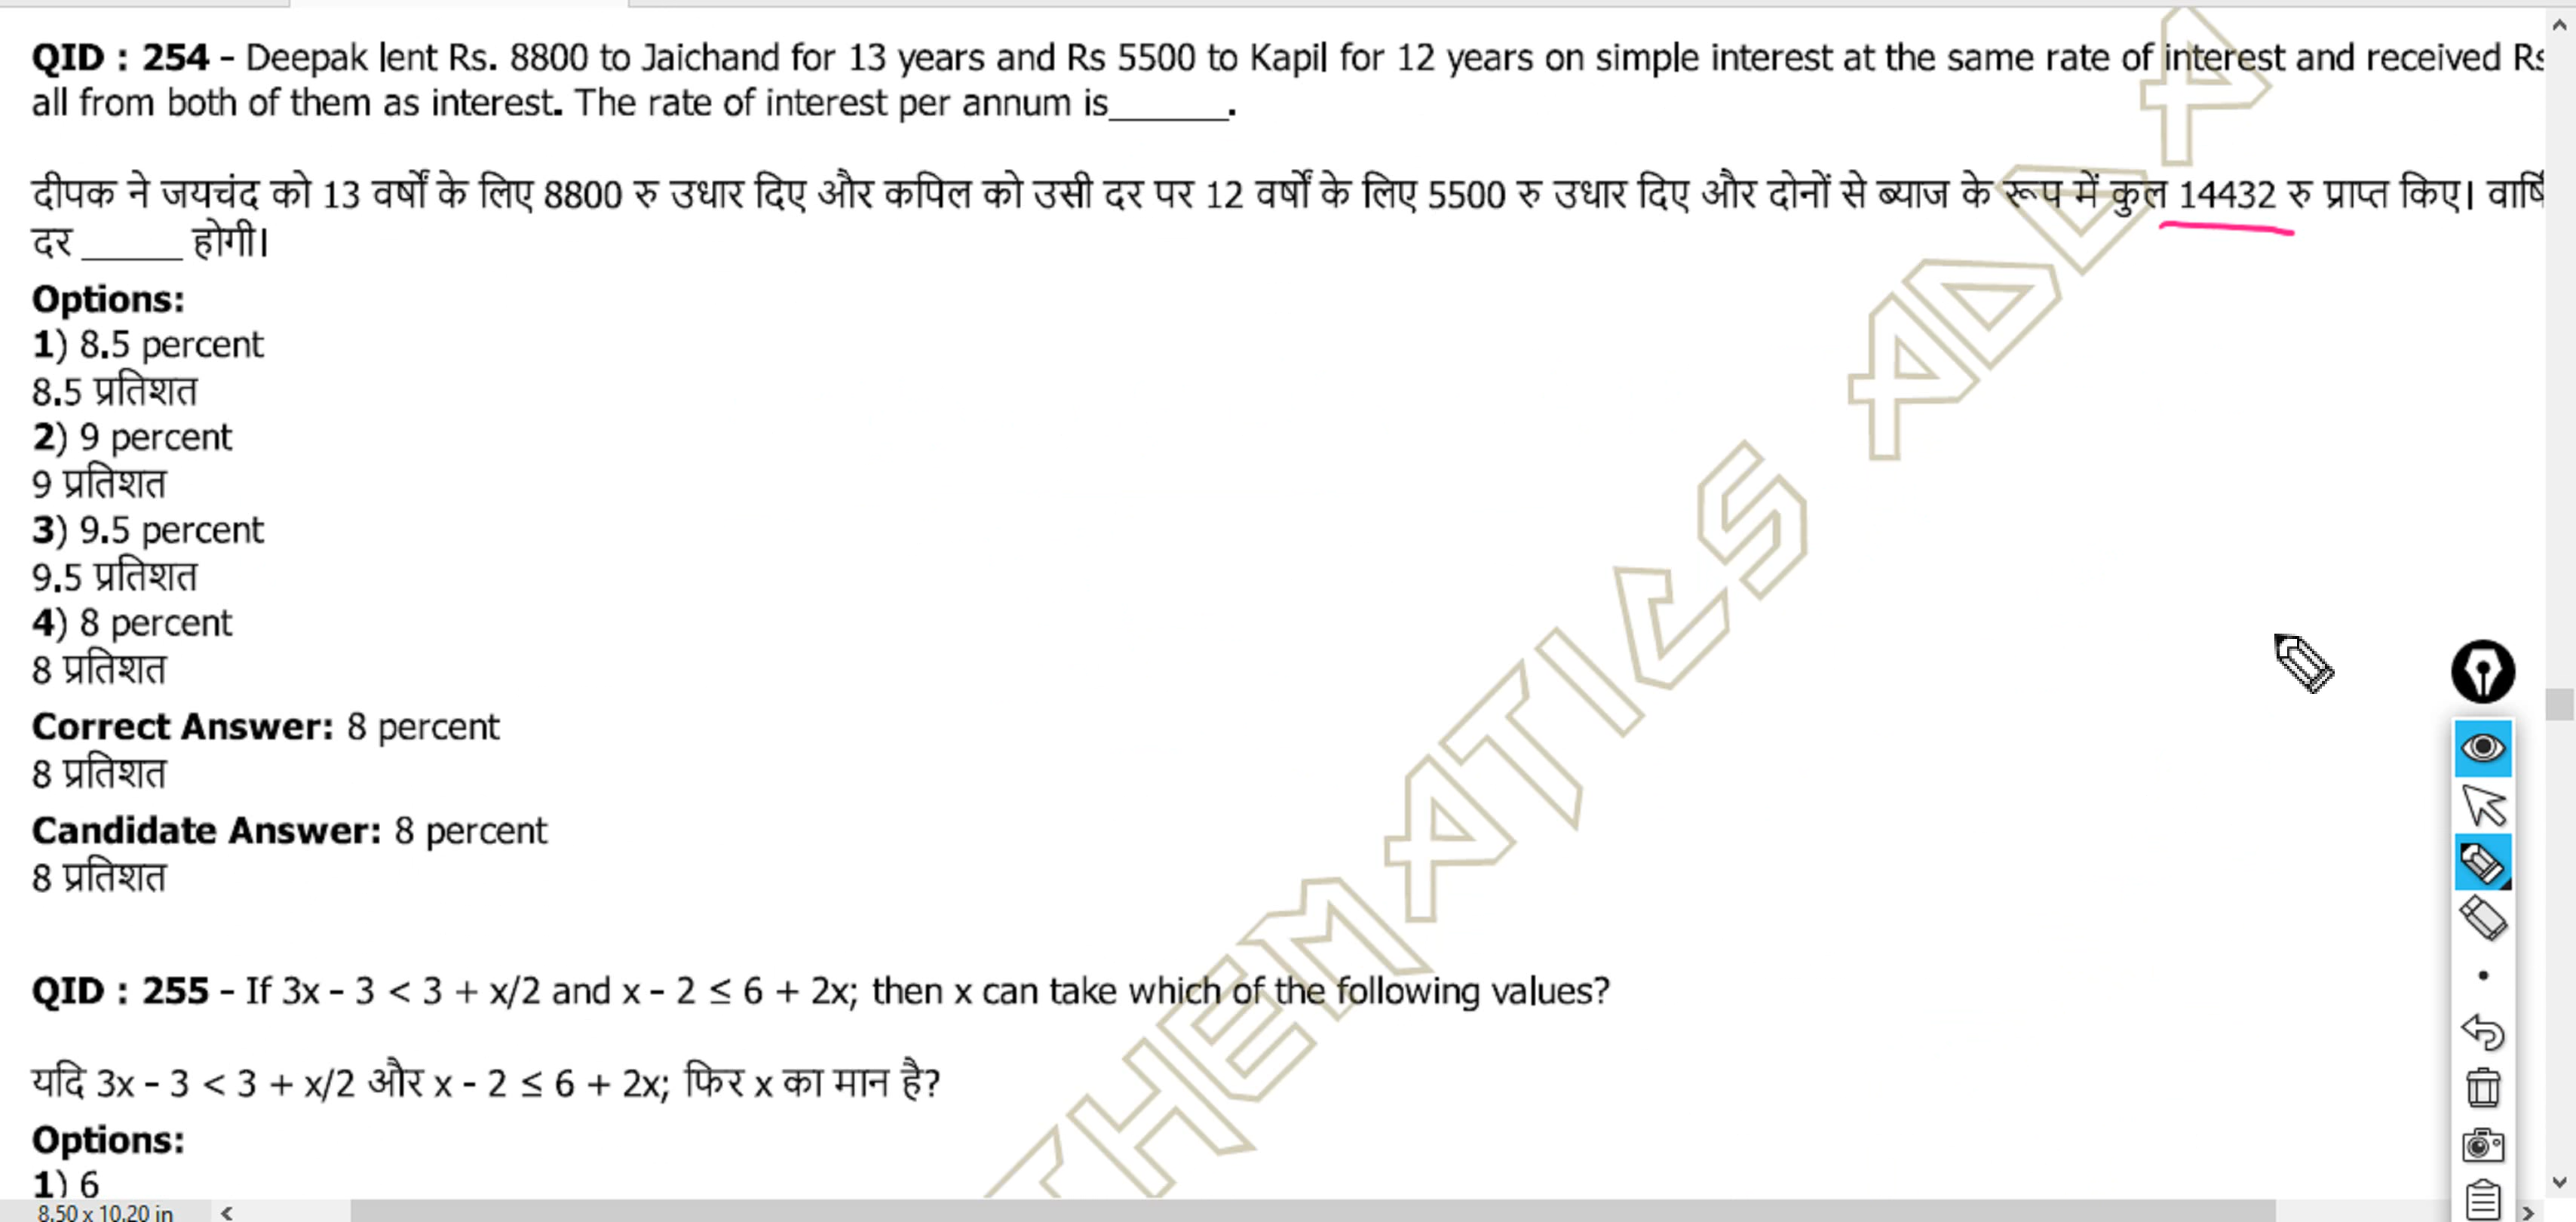 QID : 254 - Deepak lent Rs. 8800 to Jaichand for 13 years and Rs 5500 to Kapil for 12 years on simple interest at the same rate of interest and received Rs
all from both of them as interest. The rate of interest per annum is______.
दीपक ने जयचंद को 13 वर्षों के लिए 8800 रु उधार दिए और कपिल को उसी दर पर 12 वर्षों के लिए 5500 रु उधार दिए और दोनों से ब्याज के रूप में कुल 14432 रु प्राप्त किए।
दर _____ होगी।
Options:
1) 8.5 percent
8.5 प्रतिशत
2) 9 percent
9 प्रतिशत
3) 9.5 percent
9.5 प्रतिशत
4) 8 percent
8 प्रतिशत
Correct Answer: 8 percent
8 प्रतिशत
Candidate Answer: 8 percent
8 प्रतिशत
QID : 255 - If 3x - 3 < 3 + x/2 and x - 2 ≤ 6 + 2x; then x can take which of the following values?
यदि 3x - 3 < 3 + x/2 और x - 2 ≤ 6 + 2x; फिर x का मान है?
Options:
1) 6
8.50 x 10.20 in